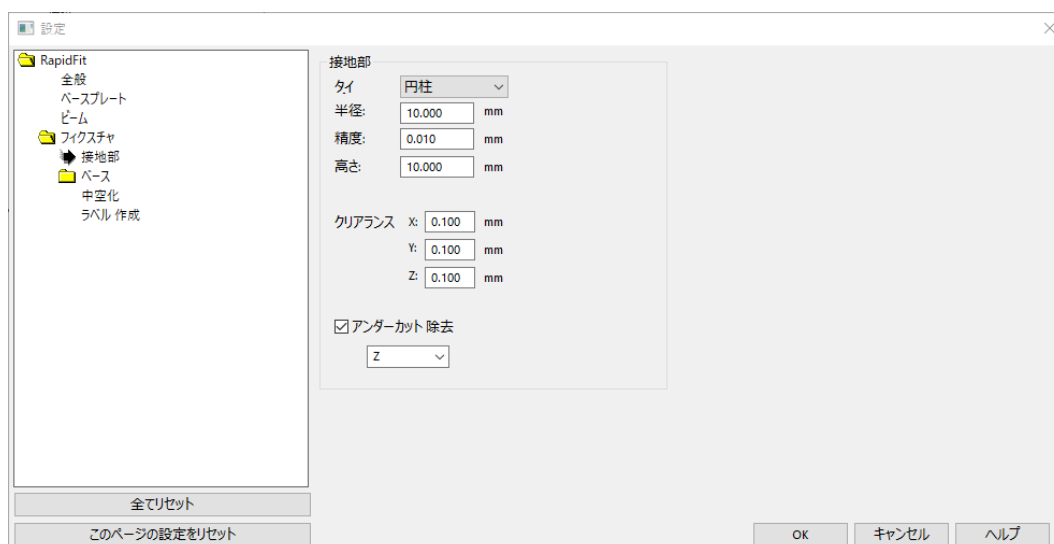 設定
RapidFit
全般
ベースプレート
ビーム
フィクスチャ
接地部
ベース
中空化
ラベル 作成
全てリセット
このページの設定をリセット
接地部
タイ 円柱
半径: 10.000 mm
精度: 0.010 mm
高さ: 10.000 mm
クリアランス X: 0.100 mm
Y: 0.100 mm
Z: 0.100 mm
アンダーカット 除去
Z
OK キャンセル ヘルプ